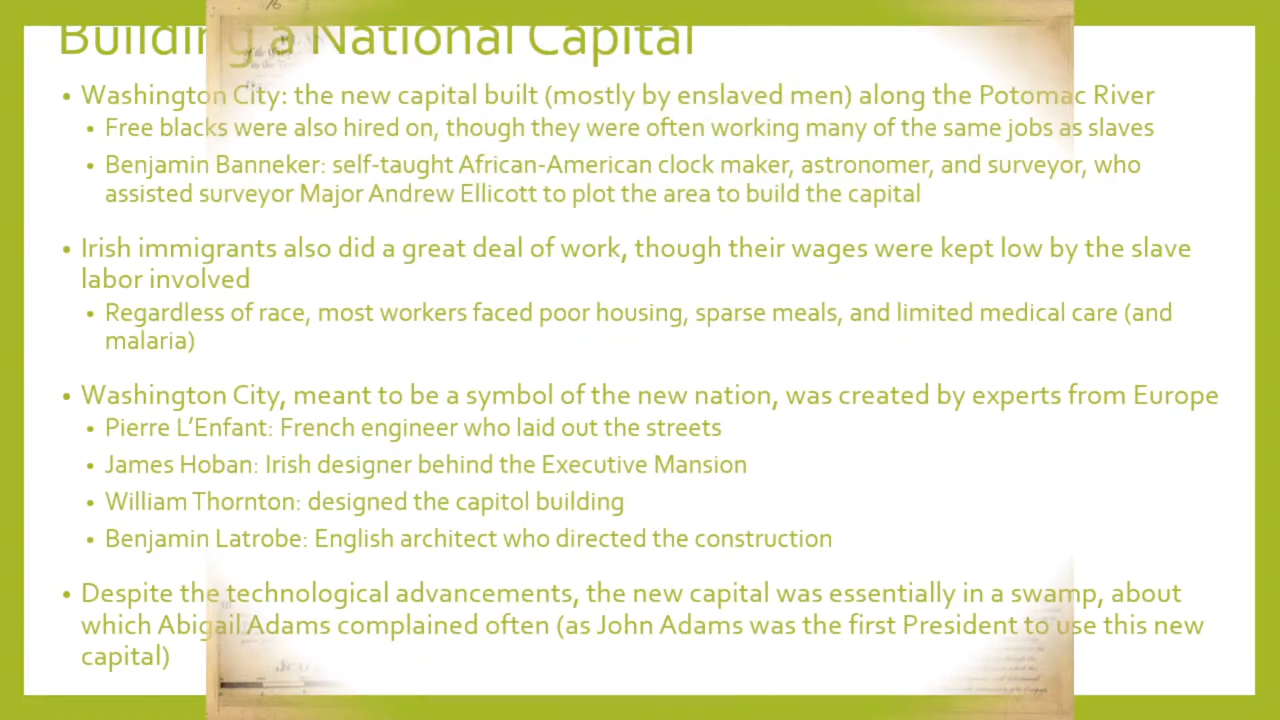 Building a National Capital
• Washington City: the new capital built (mostly by enslaved men) along the Potomac River
• Free blacks were also hired on, though they were often working many of the same jobs as slaves
• Benjamin Banneker: self-taught African-American clock maker, astronomer, and surveyor, who
assisted surveyor Major Andrew Ellicott to plot the area to build the capital
• Irish immigrants also did a great deal of work, though their wages were kept low by the slave
labor involved
• Regardless of race, most workers faced poor housing, sparse meals, and limited medical care (and
malaria)
• Washington City, meant to be a symbol of the new nation, was created by experts from Europe
• Pierre L'Enfant: French engineer who laid out the streets
• James Hoban: Irish designer behind the Executive Mansion
• William Thornton: designed the capitol building
• Benjamin Latrobe: English architect who directed the construction
• Despite the technological advancements, the new capital was essentially in a swamp, about
which Abigail Adams complained often (as John Adams was the first President to use this new
capital)